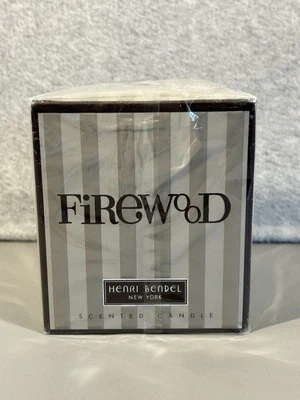 FiReWooD
HENRI BENDEL
NEW YORK
SCENTED CANDLE